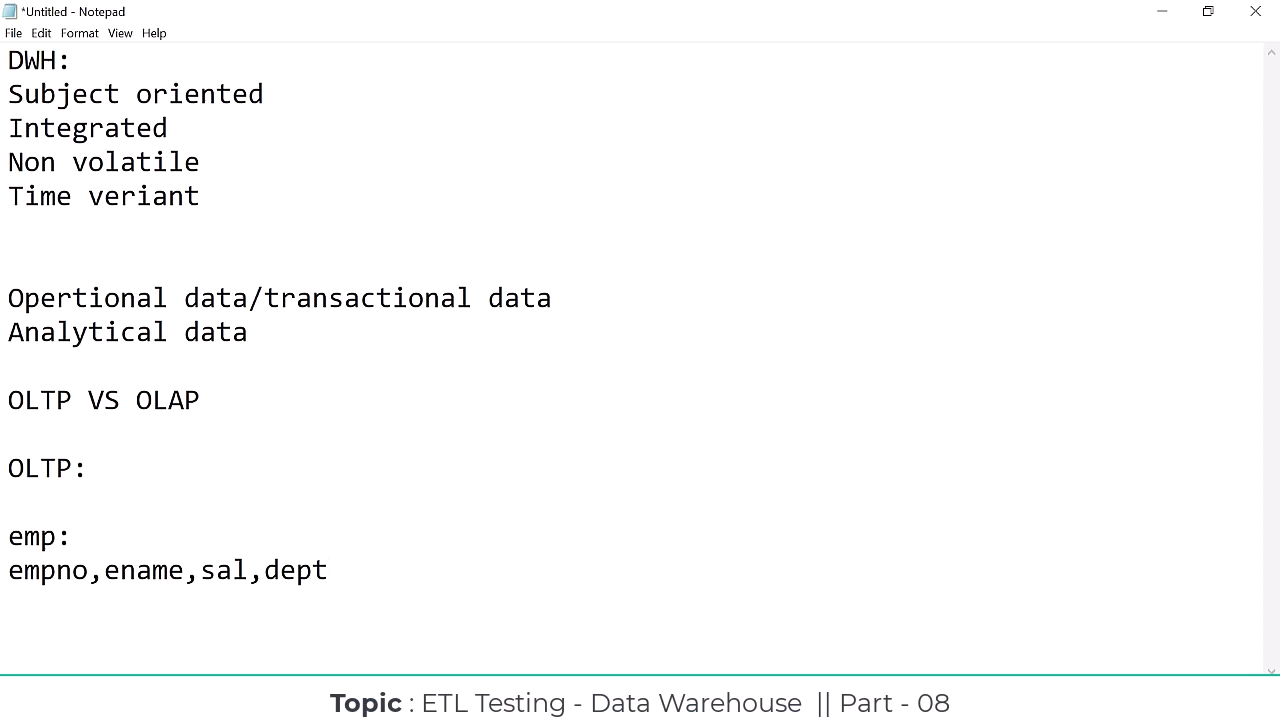 *Untitled - Notepad
File Edit Format View Help
DWH:
Subject oriented
Integrated
Non volatile
Time veriant
Opertional data/transactional data
Analytical data
OLTP VS OLAP
OLTP:
emp:
empno,ename,sal,dept
Topic : ETL Testing - Data Warehouse || Part - 08